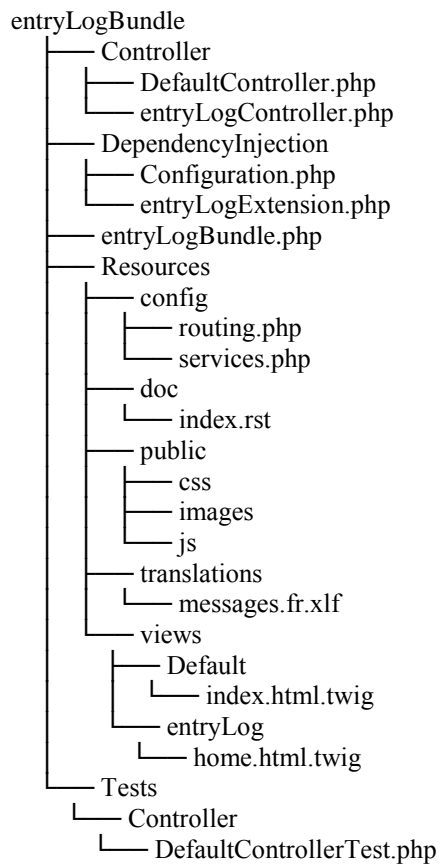 entryLogBundle
Controller
DefaultController.php
entryLogController.php
DependencyInjection
Configuration.php
entryLogExtension.php
entryLogBundle.php
Resources
config
routing.php
services.php
doc
index.rst
public
css
images
js
translations
messages.fr.xlf
views
Default
index.html.twig
entryLog
home.html.twig
Tests
Controller
DefaultControllerTest.php